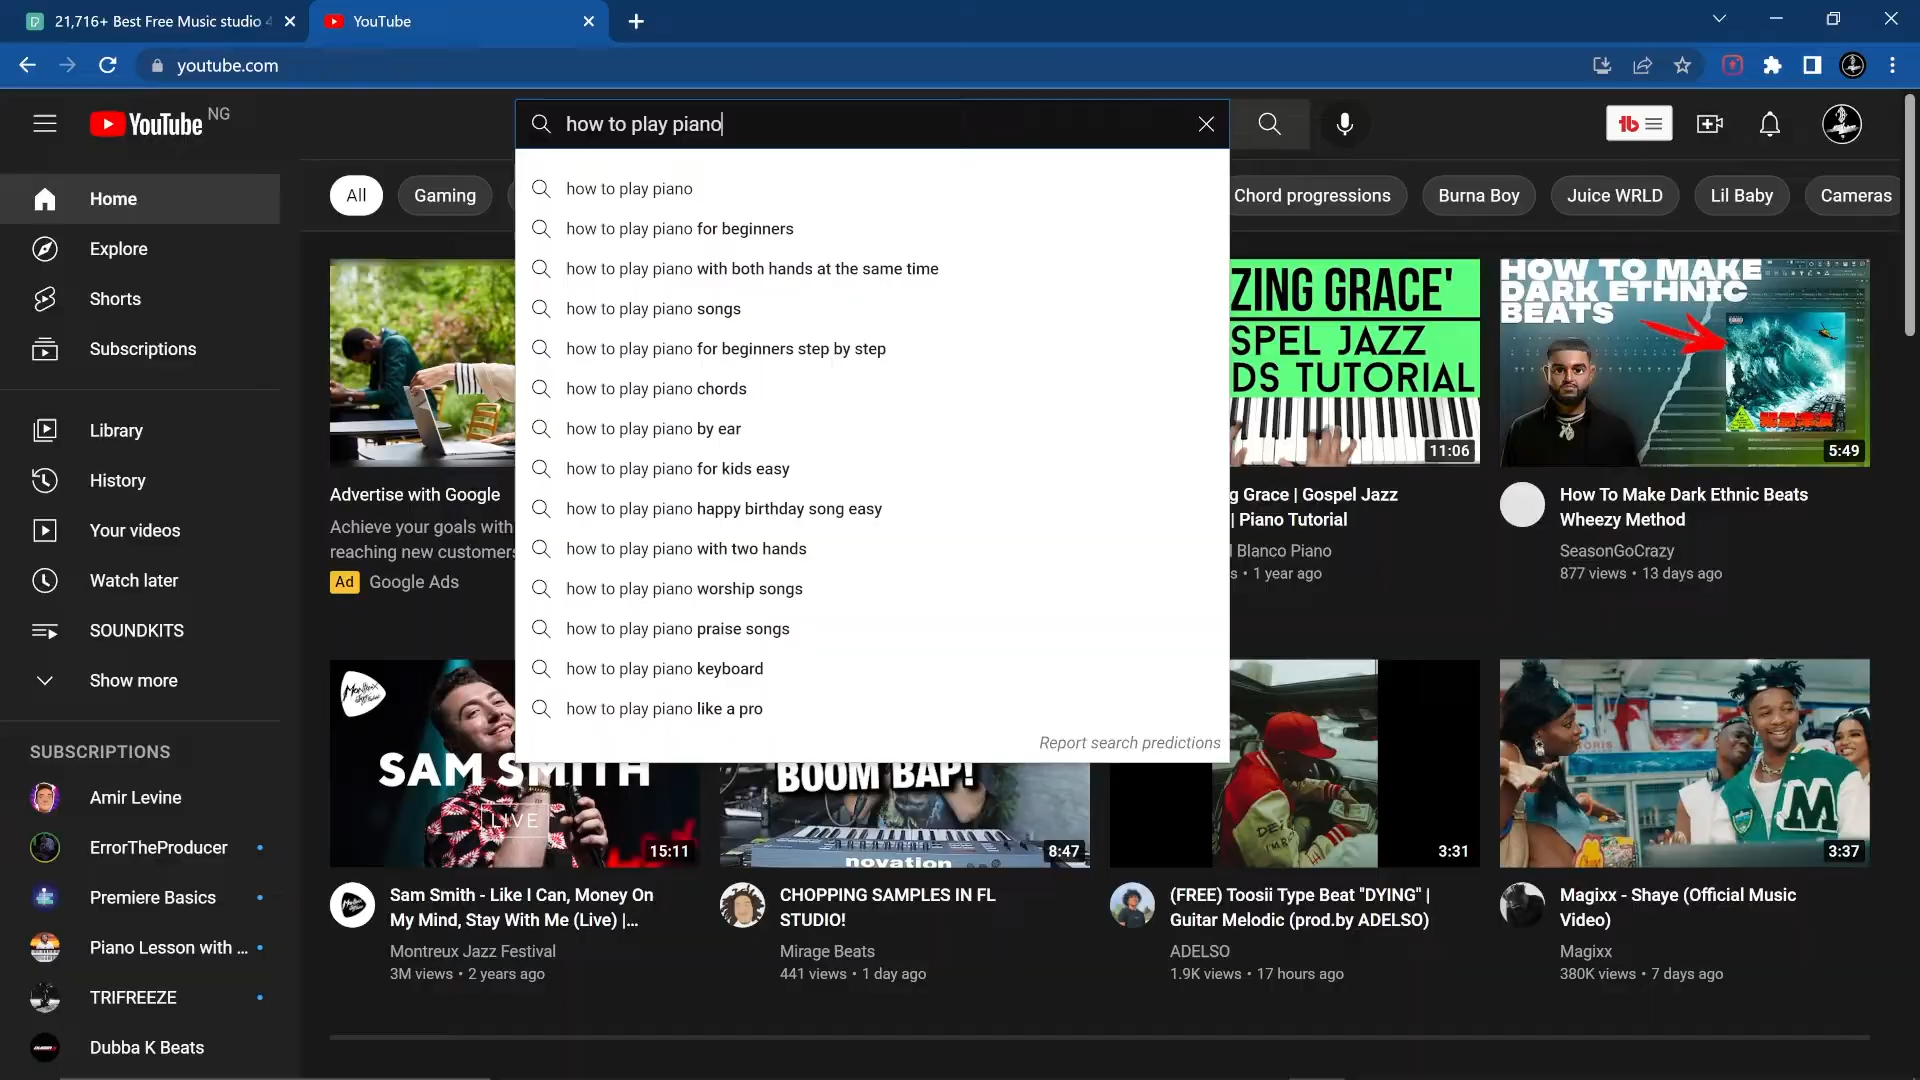 21,716+ Best Free Music studio
YouTube
youtube.com
YouTube NG
how to play piano
how to play piano
how to play piano for beginners
how to play piano with both hands at the same time
how to play piano songs
how to play piano for beginners step by step
how to play piano chords
how to play piano by ear
how to play piano for kids easy
how to play piano happy birthday song easy
how to play piano with two hands
how to play piano worship songs
how to play piano praise songs
how to play piano keyboard
how to play piano like a pro
Report search predictions
tb
Home
Explore
Shorts
Subscriptions
Library
History
Your videos
Watch later
SOUNDKITS
Show more
SUBSCRIPTIONS
Amir Levine
ErrorTheProducer
Premiere Basics
Piano Lesson with ...
TRIFREEZE
Dubba K Beats
All
Gaming
Chord progressions
Burna Boy
Juice WRLD
Lil Baby
Cameras
Advertise with Google
Achieve your goals with
reaching new customers
Ad Google Ads
ZING GRACE'
SPEL JAZZ
DS TUTORIAL
11:06
g Grace | Gospel Jazz
| Piano Tutorial
Blanco Piano
s • 1 year ago
HOW TO MAKE
DARK ETHNIC
BEATS
5:49
How To Make Dark Ethnic Beats
Wheezy Method
SeasonGoCrazy
877 views • 13 days ago
SAM SMITH
LIVE
15:11
Sam Smith - Like I Can, Money On
My Mind, Stay With Me (Live) |...
Montreux Jazz Festival
3M views • 2 years ago
BOOM BAP!
novation
8:47
CHOPPING SAMPLES IN FL
STUDIO!
Mirage Beats
441 views • 1 day ago
3:31
(FREE) Toosii Type Beat "DYING" |
Guitar Melodic (prod.by ADELSO)
ADELSO
1.9K views • 17 hours ago
M
3:37
Magixx - Shaye (Official Music
Video)
Magixx
380K views • 7 days ago